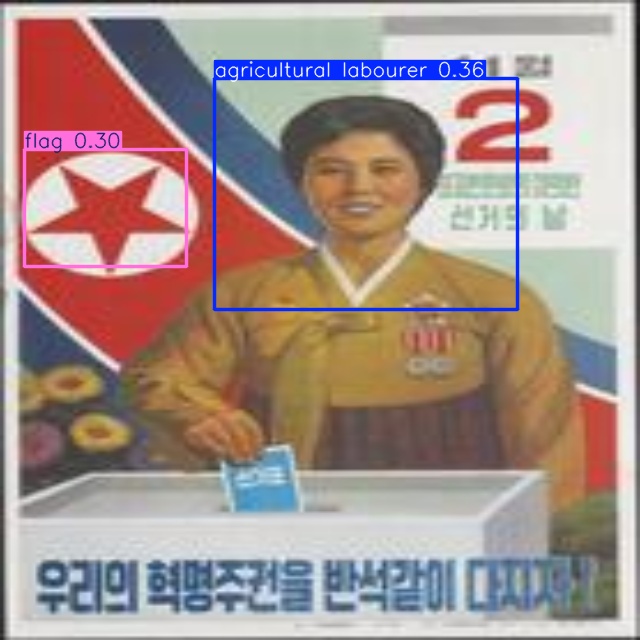 agricultural labourer 0.36
2
flag 0.30
선거의 날
우리의 혁명주권을 반석같이 다지자!